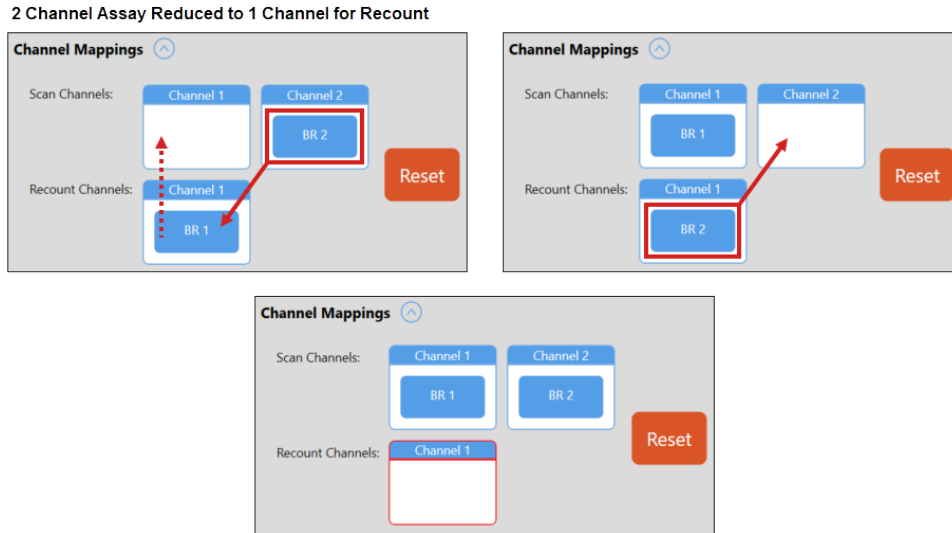 2 Channel Assay Reduced to 1 Channel for Recount
Channel Mappings
Scan Channels:
Channel 1
Channel 2
BR 2
Recount Channels:
Channel 1
BR 1
Reset
Channel Mappings
Scan Channels:
Channel 1
Channel 2
BR 1
Recount Channels:
Channel 1
BR 2
Reset
Channel Mappings
Scan Channels:
Channel 1
Channel 2
BR 1
BR 2
Recount Channels:
Channel 1
Reset